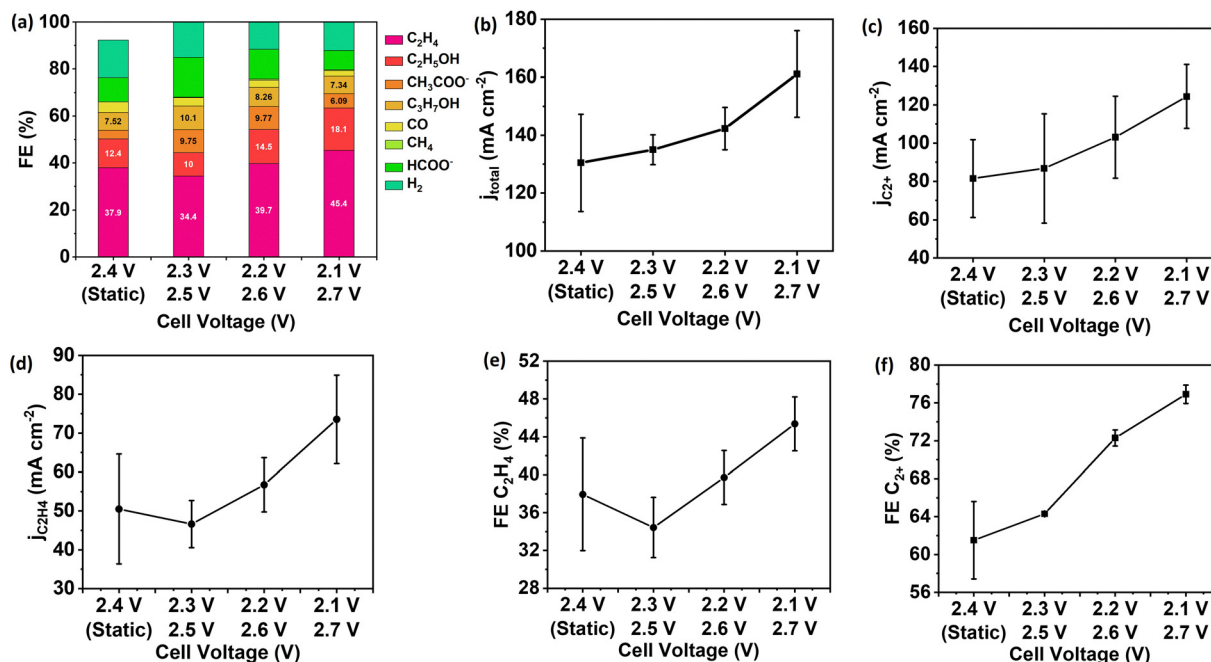 (a)
FE (%)
100
80
60
40
20
0
7.52
12.4
37.9
10.1
9.75
10
34.4
8.26
9.77
14.5
39.7
7.34
6.09
18.1
45.4
C₂H₄
C₂H₅OH
CH₃COO⁻
C₃H₇OH
CO
CH₄
HCOO⁻
H₂
2.4 V 2.3 V 2.2 V 2.1 V
(Static) 2.5 V 2.6 V 2.7 V
Cell Voltage (V)
(b)
j_total (mA cm⁻²)
180
160
140
120
100
2.4 V 2.3 V 2.2 V 2.1 V
(Static) 2.5 V 2.6 V 2.7 V
Cell Voltage (V)
(c)
j_C2+ (mA cm⁻²)
160
140
120
100
80
60
40
2.4 V 2.3 V 2.2 V 2.1 V
(Static) 2.5 V 2.6 V 2.7 V
Cell Voltage (V)
(d)
j_C2H4 (mA cm⁻²)
90
80
70
60
50
40
30
2.4 V 2.3 V 2.2 V 2.1 V
(Static) 2.5 V 2.6 V 2.7 V
Cell Voltage (V)
(e)
FE C₂H₄ (%)
52
48
44
40
36
32
28
2.4 V 2.3 V 2.2 V 2.1 V
(Static) 2.5 V 2.6 V 2.7 V
Cell Voltage (V)
(f)
FE C₂₊ (%)
80
76
72
68
64
60
56
2.4 V 2.3 V 2.2 V 2.1 V
(Static) 2.5 V 2.6 V 2.7 V
Cell Voltage (V)